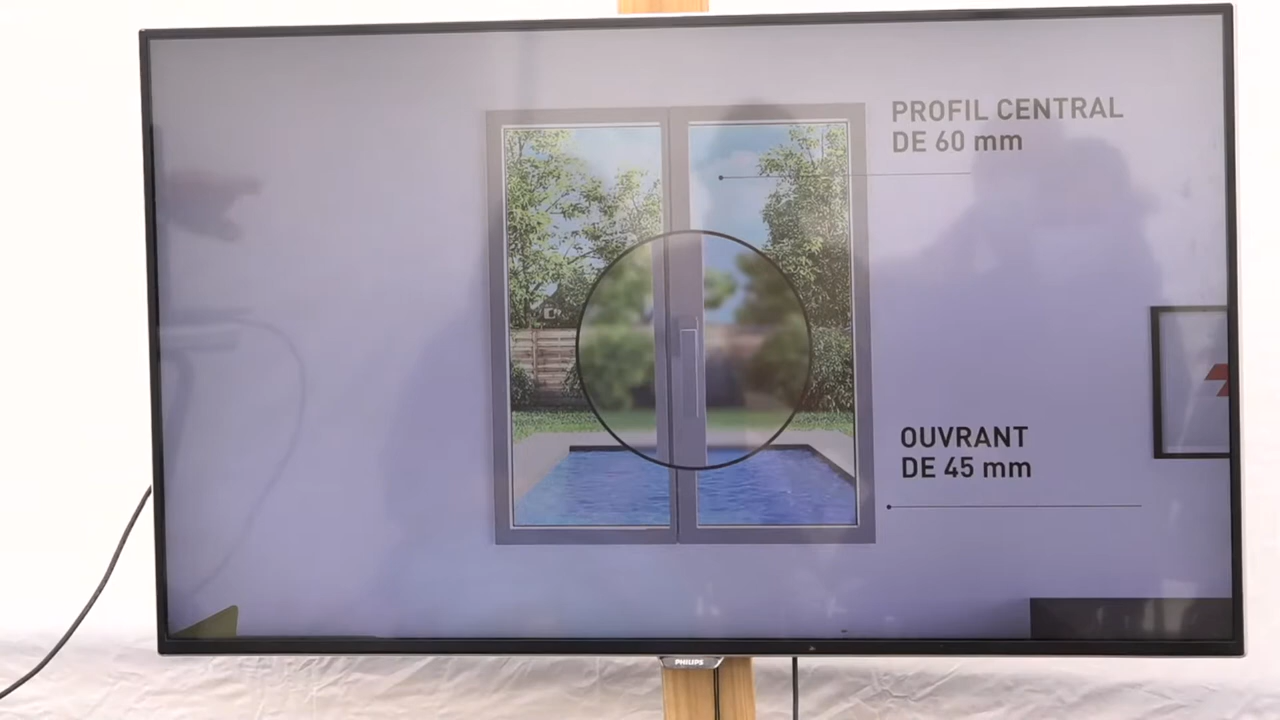 PROFIL CENTRAL
DE 60 mm
OUVRANT
DE 45 mm
PHILIPS